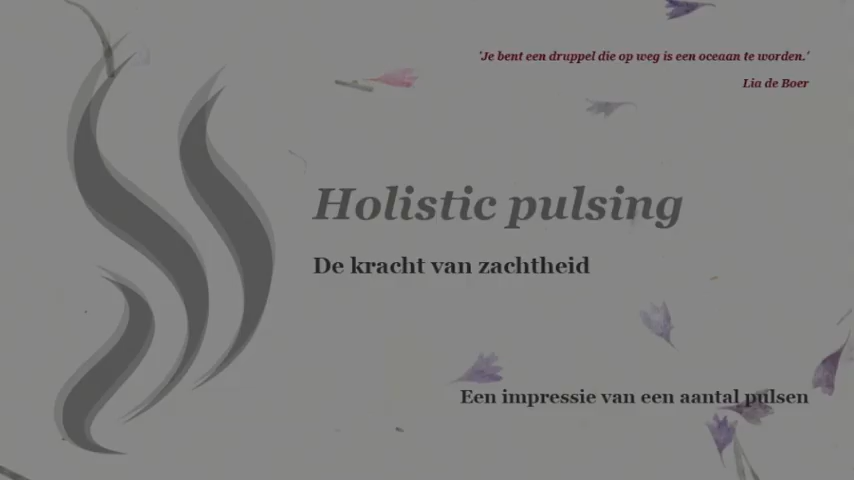 'Je bent een druppel die op weg is een oceaan te worden.'
Lia de Boer
Holistic pulsing
De kracht van zachtheid
Een impressie van een aantal pulsen